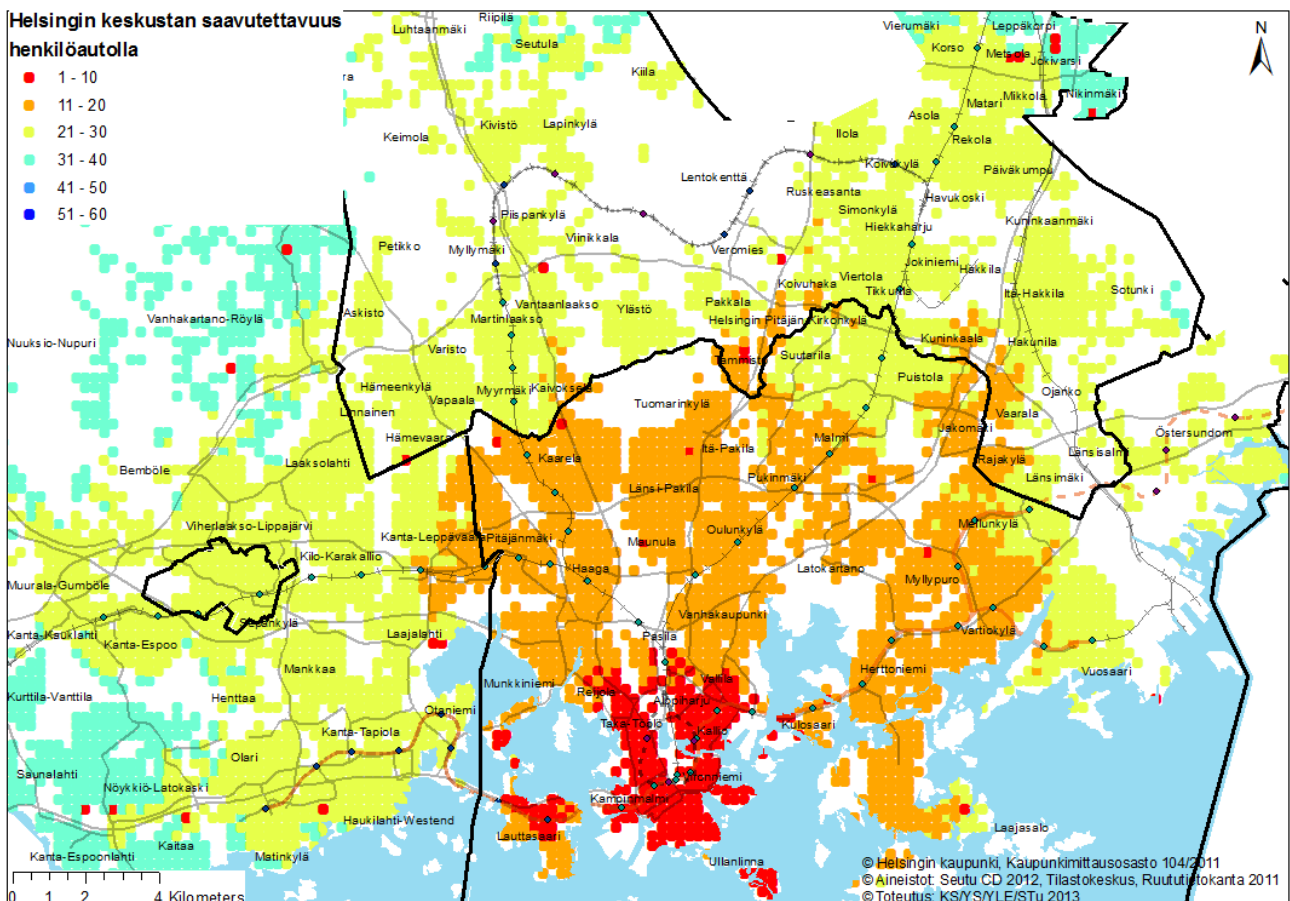 Helsingin keskustan saavutettavuus
henkilöautolla
1 - 10
11 - 20
21 - 30
31 - 40
41 - 50
51 - 60
N
Riipilä
Luhtaanmäki
Seutula
Kiila
Vierumäki
Leppäkorpi
Korso
Metsola
Jokivarsi
Nikinmäki
Mikkola
Matari
Asola
Rekola
Kivistö
Lapinkylä
Keimola
Ilola
Koivukylä
Päiväkumpu
Lentokenttä
Ruskeasanta
Havukoski
Simonkylä
Kuninkaanmäki
Piispankylä
Hiekkaharju
Viinikkala
Petikko
Myllymäki
Veromies
Jokiniemi
Hakkila
Viertola
Koivuhaka
Tikkurila
Itä-Hakkila
Sotunki
Pakkala
Vantaanlaakso
Ylästö
Askisto
Martinlaakso
Helsingin Pitäjän Kirkonkylä
Vanhakartano-Röylä
Nuuksio-Nupuri
Varisto
Kuninkaala
Hakunila
Tammisto
Suutarila
Puistola
Hämeenkylä
Myyrmäki
Kaivoksela
Ojanko
Vapaala
Tuomarinkylä
Linnainen
Vaarala
Jakomäki
Hämevaara
Malmi
Östersundom
Itä-Pakila
Kaarela
Länsisalmi
Rajakylä
Laaksolahti
Bemböle
Pukinmäki
Länsimäki
Länsi-Pakila
Viherlaakso-Lippajärvi
Mellunkylä
Oulunkylä
Kanta-Leppävaara
Pitäjänmäki
Maunula
Kilo-Karakallio
Haaga
Latokartano
Myllypuro
Muurala-Gumböle
Vanhakaupunki
Sepänkylä
Vartiokylä
Kanta-Kauklahti
Laajalahti
Kanta-Espoo
Pasila
Mankkaa
Herttoniemi
Vuosaari
Munkkiniemi
Vallila
Kurttila-Vanttila
Henttaa
Reijola
Alppiharju
Otaniemi
Taka-Töölö
Kulosaari
Kanta-Tapiola
Kallio
Olari
Saunalahti
Nöykkiö-Latokaski
Kampinmalmi
Haukilahti-Westend
Lauttasaari
Laajasalo
Kaitaa
Kanta-Espoonlahti
Matinkylä
Ullanlinna
© Helsingin kaupunki, Kaupunkimittausosasto 104/2011
© Aineistot: Seutu CD 2012, Tilastokeskus, Ruututietokanta 2011
© Toteutus: KS/YS/YLE/STu 2013
0 1 2 4 Kilometers